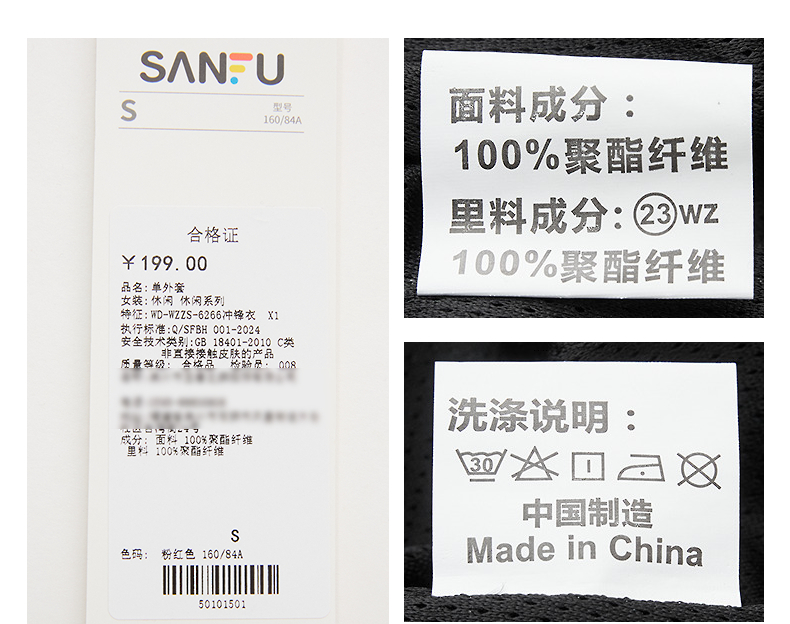 SANFU
S
型号
160/84A
合格证
￥199.00
品名:单外套
女装:休闲 休闲系列
特征:WD-WZZS-6266冲锋衣 X1
执行标准:Q/SFBH 001-2024
安全技术类别:GB 18401-2010 C类
非直接接触皮肤的产品
质量等级: 合格品 检验员: 008
成分: 面料 100%聚酯纤维
里料 100%聚酯纤维
S
色码: 粉红色 160/84A
50101501
面料成分：
100%聚酯纤维
里料成分: 23 WZ
100%聚酯纤维
洗涤说明：
30
中国制造
Made in China